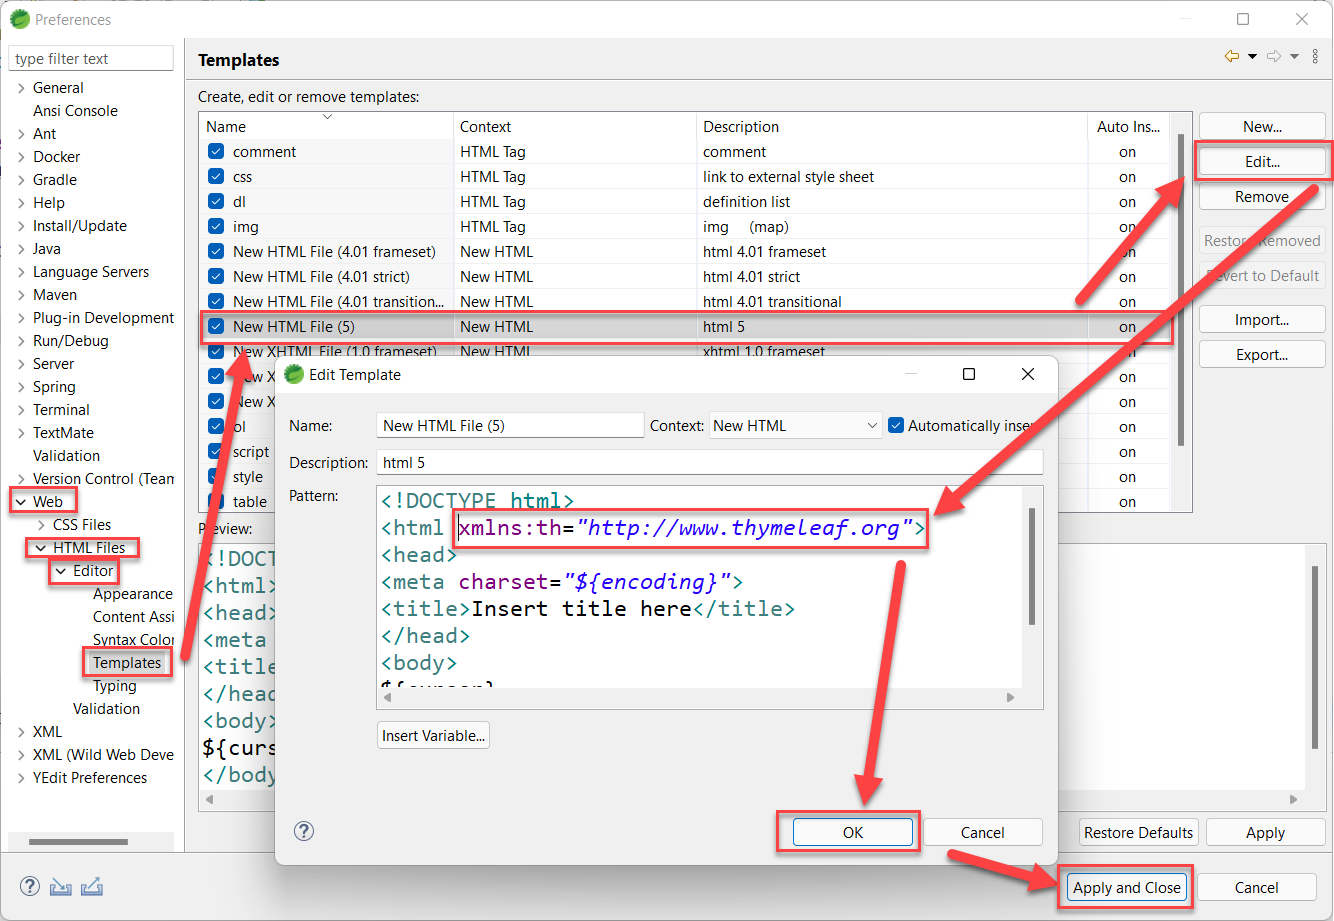 Preferences
type filter text
General
Ansi Console
Ant
Docker
Gradle
Help
Install/Update
Java
Language Servers
Maven
Plug-in Development
Run/Debug
Server
Spring
Terminal
TextMate
Validation
Version Control (Team
Web
CSS Files
HTML Files
Editor
Appearance
Content Assi
Syntax Color
Templates
Typing
Validation
XML
XML (Wild Web Deve
YEdit Preferences
Templates
Create, edit or remove templates:
Name Context Description Auto Ins...
comment HTML Tag comment on
css HTML Tag link to external style sheet on
dl HTML Tag definition list on
img HTML Tag img (map) on
New HTML File (4.01 frameset) New HTML html 4.01 frameset on
New HTML File (4.01 strict) New HTML html 4.01 strict on
New HTML File (4.01 transition... New HTML html 4.01 transitional on
New HTML File (5) New HTML html 5 on
New XHTML File (1.0 frameset) New HTML xhtml 1.0 frameset on
New X on
New X on
ol on
script on
style on
table on
New...
Edit...
Remove
Restore Removed
Revert to Default
Import...
Export...
Preview:
<!DOCT
<html>
<head>
<meta
<title
</head
<body>
${curs
</body
Edit Template
Name: New HTML File (5) Context: New HTML Automatically inser
Description: html 5
Pattern:
<!DOCTYPE html>
<html xmlns:th="http://www.thymeleaf.org">
<head>
<meta charset="${encoding}">
<title>Insert title here</title>
</head>
<body>
${cursor}
Insert Variable...
OK Cancel
Restore Defaults Apply
Apply and Close Cancel